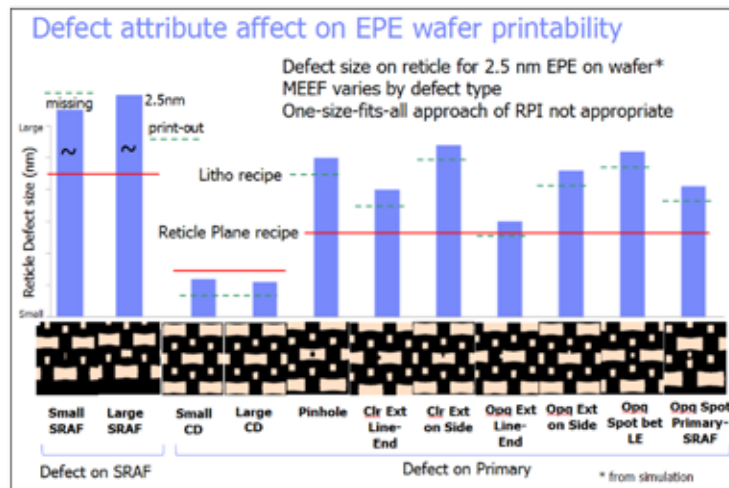 Defect attribute affect on EPE wafer printability
Defect size on reticle for 2.5 nm EPE on wafer*
MEEF varies by defect type
One-size-fits-all approach of RPI not appropriate
missing
2.5nm
print-out
Large
Litho recipe
Reticle Plane recipe
Reticle Defect size (nm)
Small
Small
SRAF
Large
SRAF
Small
CD
Large
CD
Pinhole
Clr Ext
Line-
End
Clr Ext
on Side
Opq Ext
Line-
End
Opq Ext
on Side
Opq
Spot bet
LE
Opq Spot
Primary-
SRAF
Defect on SRAF
Defect on Primary
* from simulation